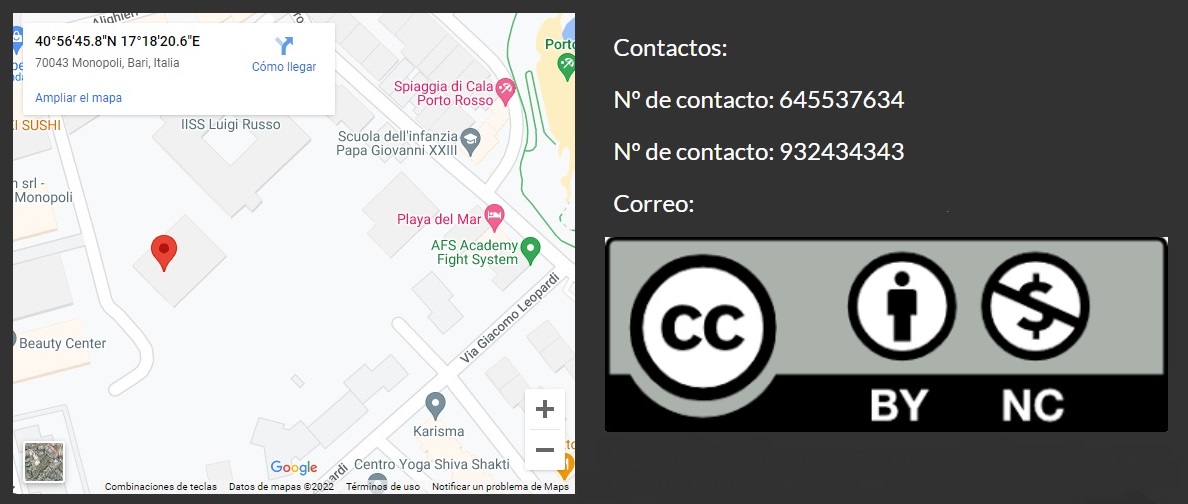 Alighieri
40°56'45.8"N 17°18'20.6"E
70043 Monopoli, Bari, Italia
Cómo llegar
Ampliar el mapa
KI SUSHI
IISS Luigi Russo
Spiaggia di Cala
Porto Rosso
Porto
Scuola dell'infanzia
Papa Giovanni XXIII
srl -
Monopoli
Playa del Mar
AFS Academy
Fight System
Via Giacomo Leopardi
Beauty Center
Karisma
Centro Yoga Shiva Shakti
Google
Combinaciones de teclas Datos de mapas ©2022 Términos de uso Notificar un problema de Maps
Contactos:
Nº de contacto: 645537634
Nº de contacto: 932434343
Correo:
CC
BY NC